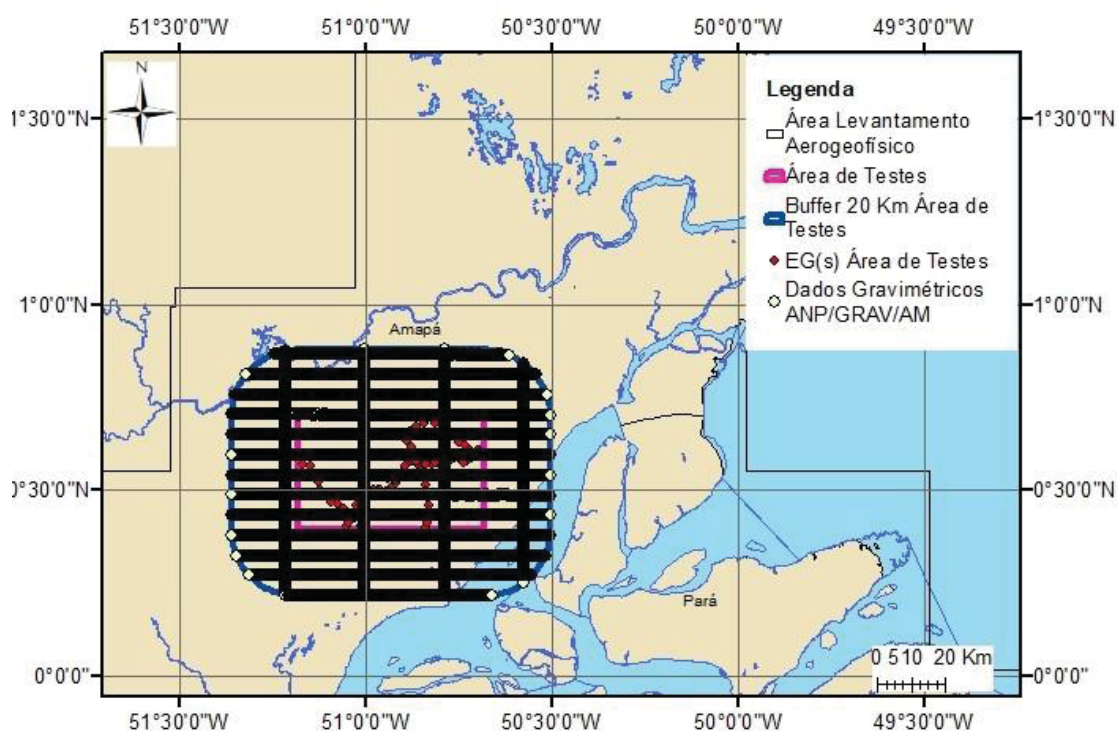 51°30'0"W 51°0'0"W 50°30'0"W 50°0'0"W 49°30'0"W
N
Legenda
Área Levantamento
Aerogeofísico
Área de Testes
Buffer 20 Km Área de
Testes
EG(s) Área de Testes
Dados Gravimétricos
ANP/GRAV/AM
1°30'0"N 1°30'0"N
1°0'0"N 1°0'0"N
Amapá
0°30'0"N 0°30'0"N
Pará
0 5 10 20 Km
0°0'0" 0°0'0"
51°30'0"W 51°0'0"W 50°30'0"W 50°0'0"W 49°30'0"W